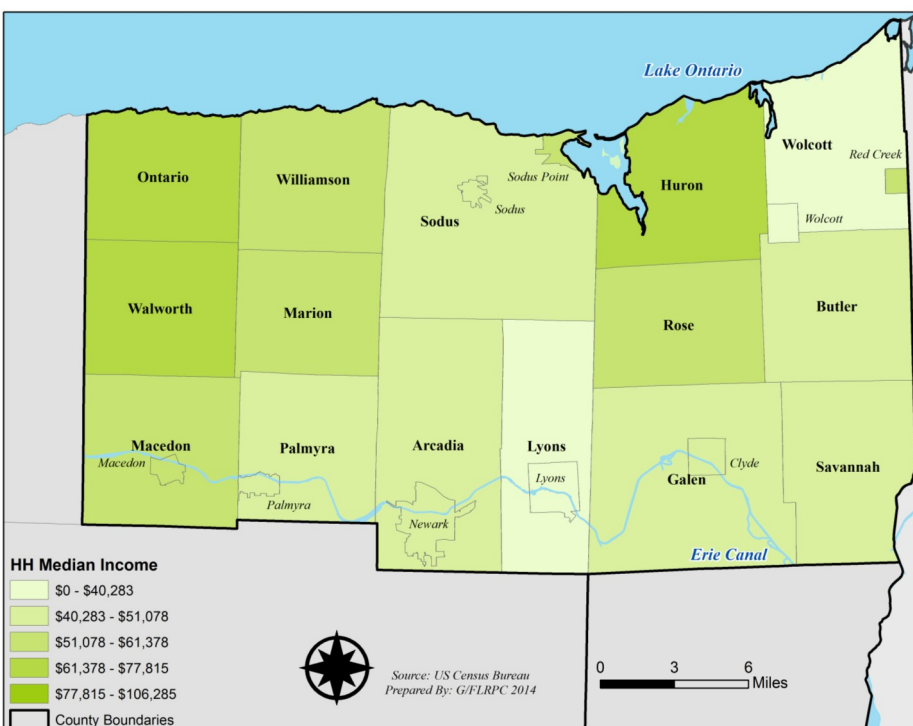 Lake Ontario
Wolcott
Red Creek
Ontario
Williamson
Sodus Point
Huron
Sodus
Sodus
Wolcott
Walworth
Marion
Rose
Butler
Macedon
Macedon
Palmyra
Palmyra
Arcadia
Newark
Lyons
Lyons
Galen
Clyde
Savannah
Erie Canal
HH Median Income
$0 - $40,283
$40,283 - $51,078
$51,078 - $61,378
$61,378 - $77,815
$77,815 - $106,285
County Boundaries
Source: US Census Bureau
Prepared By: G/FLRPC 2014
0 3 6
Miles